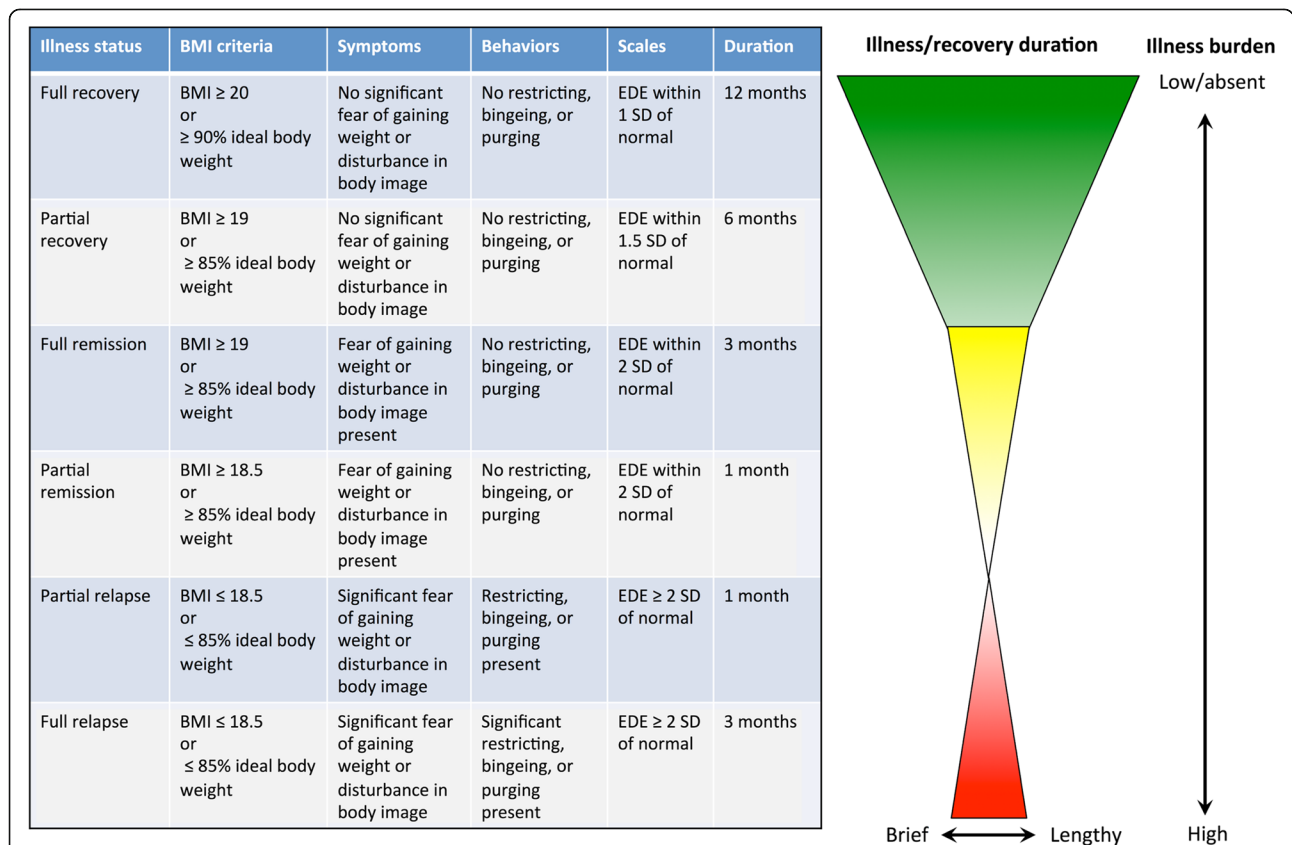 Illness status
BMI criteria
Symptoms
Behaviors
Scales
Duration
Full recovery
BMI ≥ 20
or
≥ 90% ideal body
weight
No significant
fear of gaining
weight or
disturbance in
body image
No restricting,
bingeing, or
purging
EDE within
1 SD of
normal
12 months
Partial
recovery
BMI ≥ 19
or
≥ 85% ideal body
weight
No significant
fear of gaining
weight or
disturbance in
body image
No restricting,
bingeing, or
purging
EDE within
1.5 SD of
normal
6 months
Full remission
BMI ≥ 19
or
≥ 85% ideal body
weight
Fear of gaining
weight or
disturbance in
body image
present
No restricting,
bingeing, or
purging
EDE within
2 SD of
normal
3 months
Partial
remission
BMI ≥ 18.5
or
≥ 85% ideal body
weight
Fear of gaining
weight or
disturbance in
body image
present
No restricting,
bingeing, or
purging
EDE within
2 SD of
normal
1 month
Partial relapse
BMI ≤ 18.5
or
≤ 85% ideal body
weight
Significant fear
of gaining
weight or
disturbance in
body image
Restricting,
bingeing, or
purging
present
EDE ≥ 2 SD
of normal
1 month
Full relapse
BMI ≤ 18.5
or
≤ 85% ideal body
weight
Significant fear
of gaining
weight or
disturbance in
body image
Significant
restricting,
bingeing, or
purging
present
EDE ≥ 2 SD
of normal
3 months
Illness/recovery duration
Brief
Lengthy
Illness burden
Low/absent
High